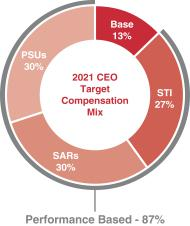 Base
13%
PSUs
30%
STI
27%
2021 CEO
Target
Compensation
Mix
SARs
30%
Performance Based - 87%